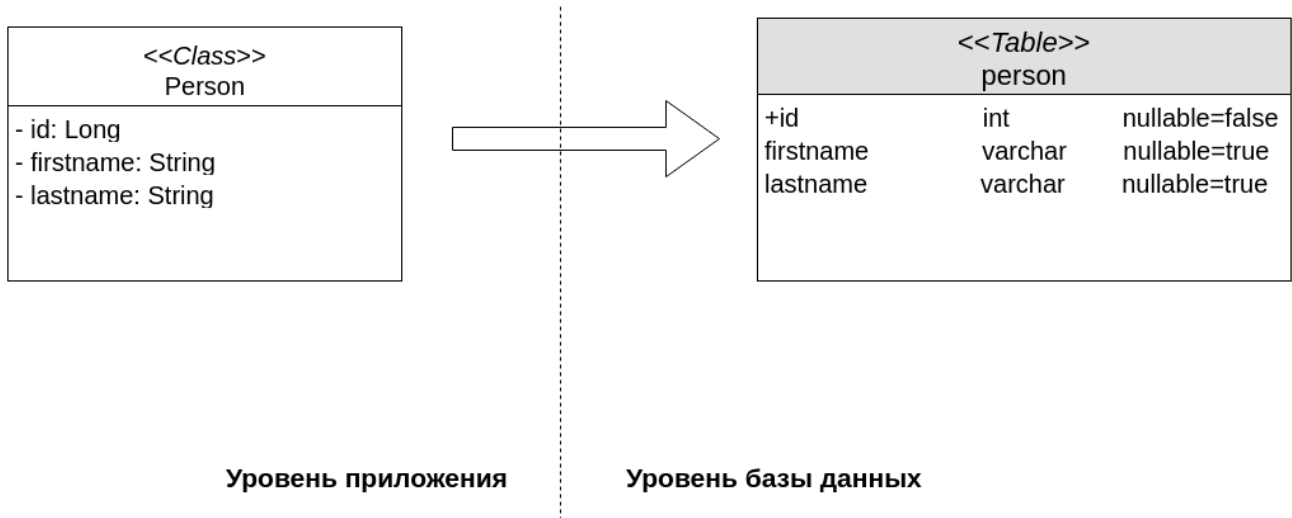 <<Class>>
Person
- id: Long
- firstname: String
- lastname: String
<<Table>>
person
+id int nullable=false
firstname varchar nullable=true
lastname varchar nullable=true
Уровень приложения
Уровень базы данных